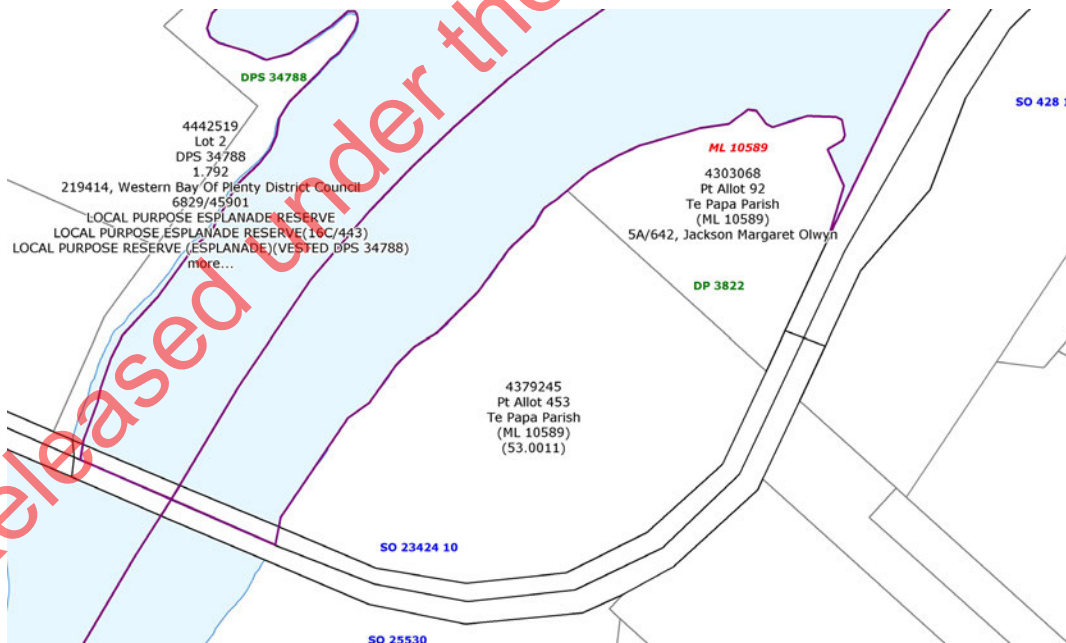 Released under the
DPS 34788
4442519
Lot 2
DPS 34788
1.792
219414, Western Bay Of Plenty District Council
6829/45901
LOCAL PURPOSE ESPLANADE RESERVE
LOCAL PURPOSE ESPLANADE RESERVE(16C/443)
LOCAL PURPOSE RESERVE (ESPLANADE)(VESTED DPS 34788)
more...
SO 428 1
ML 10589
4303068
Pt Allot 92
Te Papa Parish
(ML 10589)
5A/642, Jackson Margaret Olwyn
DP 3822
4379245
Pt Allot 453
Te Papa Parish
(ML 10589)
(53.0011)
SO 23424 10
SO 25530